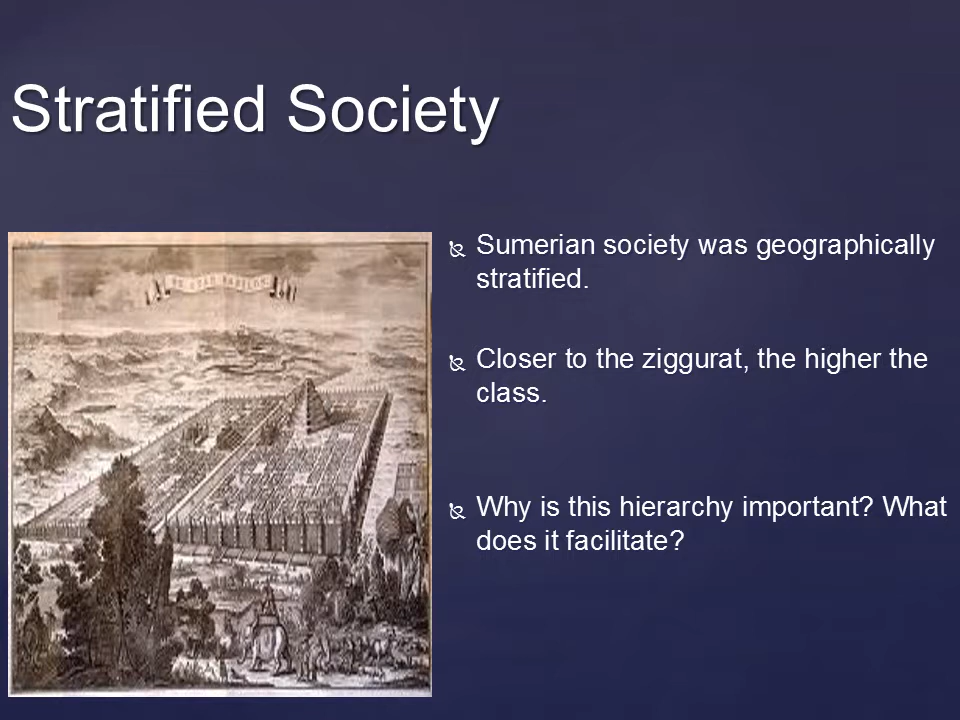 Stratified Society
Sumerian society was geographically
stratified.
Closer to the ziggurat, the higher the
class.
Why is this hierarchy important? What
does it facilitate?